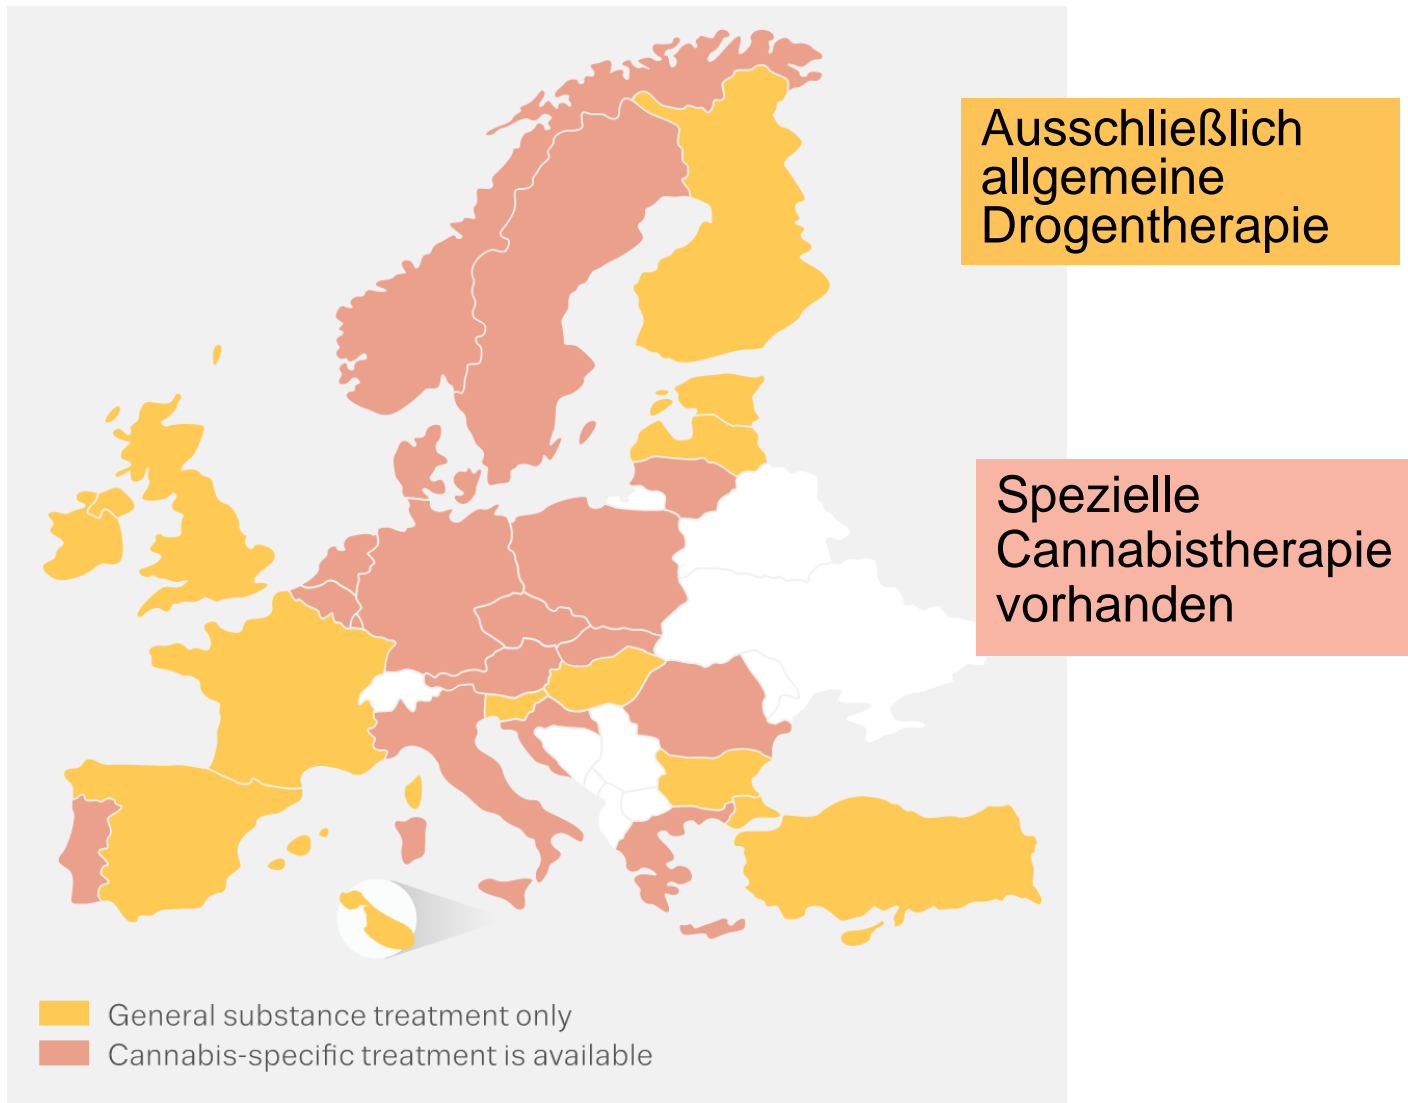 Ausschließlich
allgemeine
Drogentherapie
Spezielle
Cannabistherapie
vorhanden
General substance treatment only
Cannabis-specific treatment is available